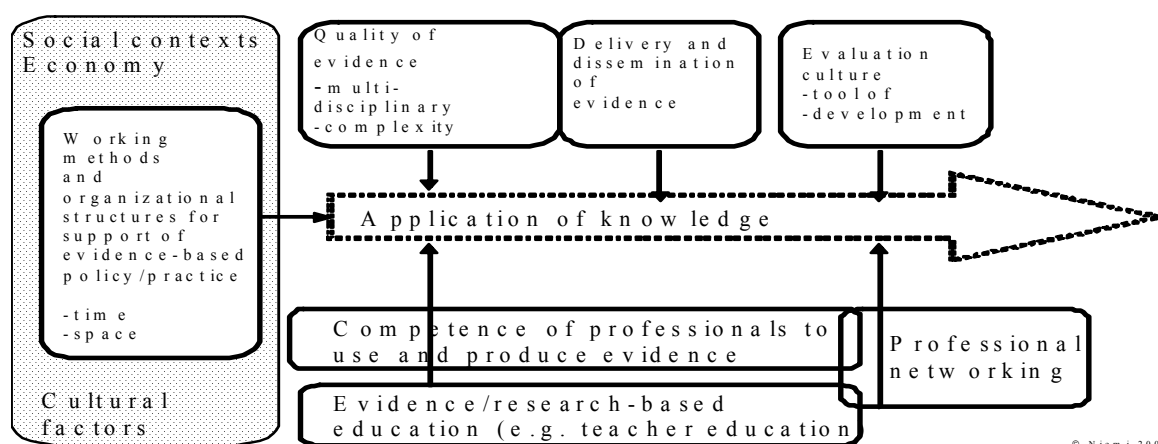 Social contexts
Economy
Working
methods
and
organizational
structures for
support of
evidence-based
policy/practice
-time
-space
Cultural
factors
Quality of
evidence
-multi-
disciplinary
-complexity
Delivery and
dissemination
of
evidence
Evaluation
culture
-tool of
-development
Application of knowledge
Competence of professionals to
use and produce evidence
Evidence/research-based
education (e.g. teacher education
Professional
networking
© Niemi